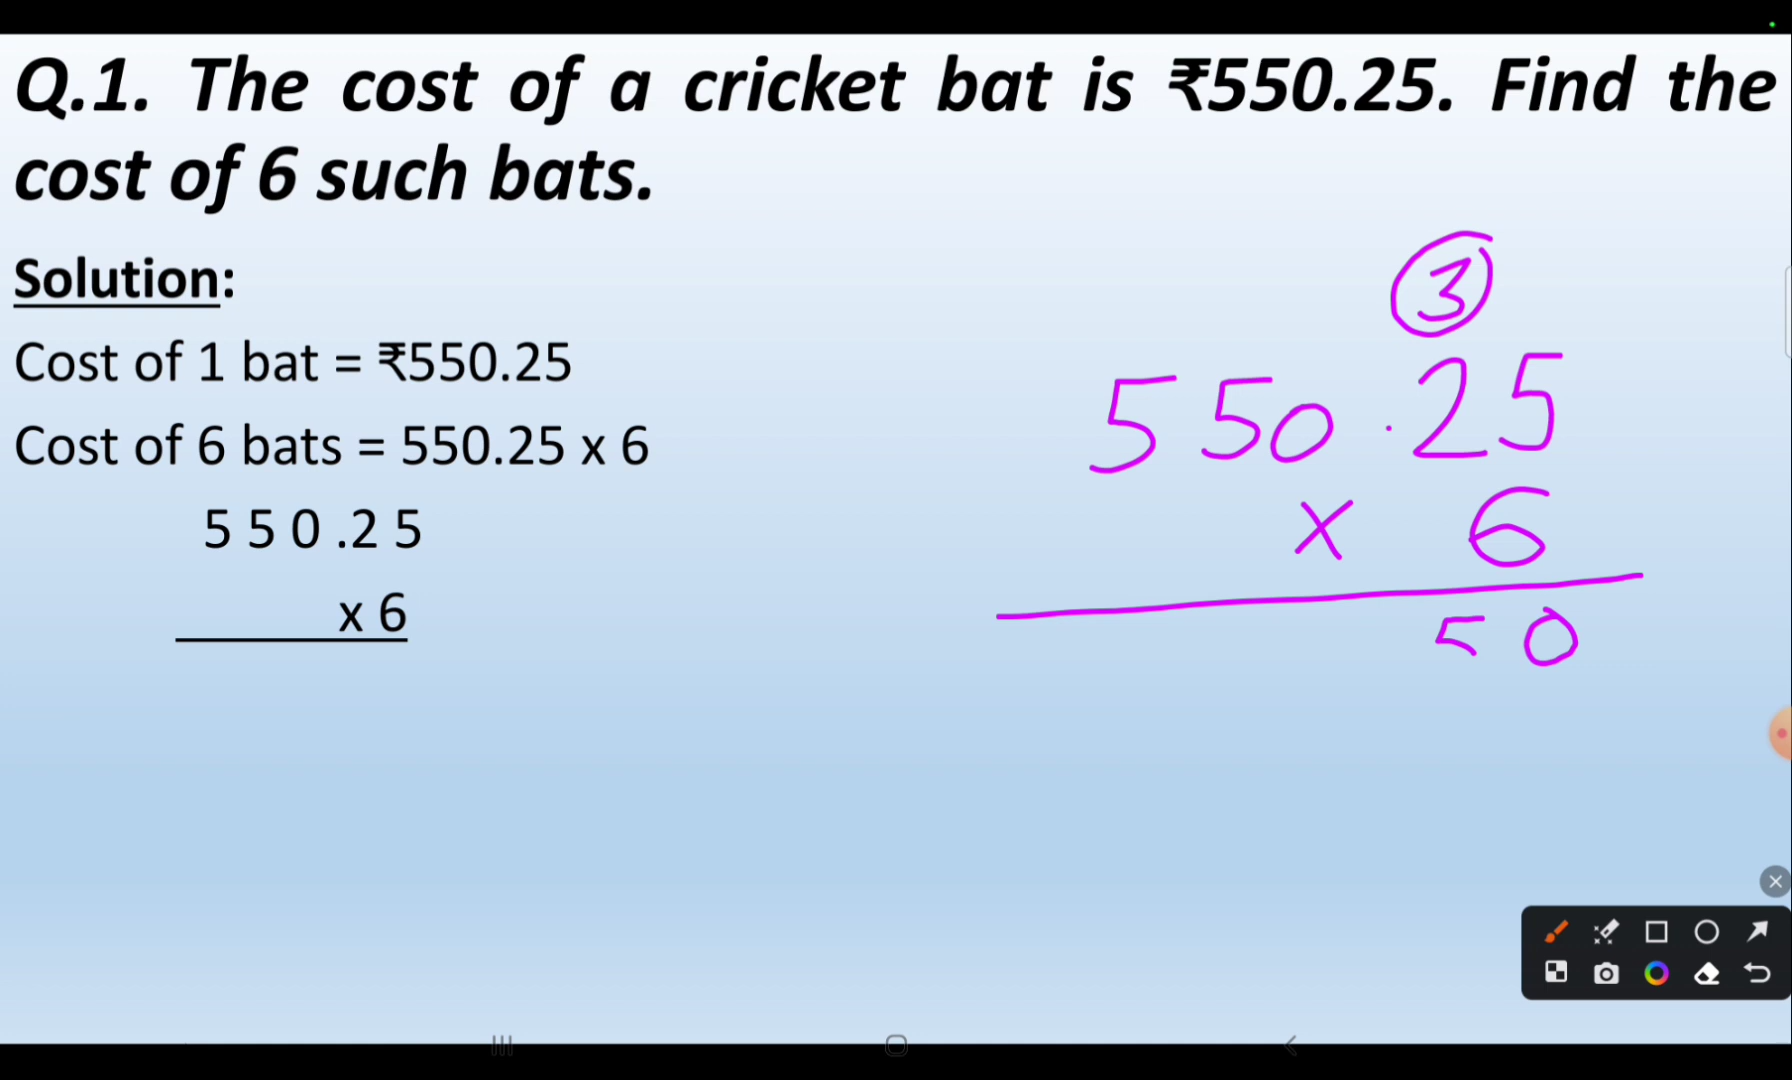 Q.1. The cost of a cricket bat is ₹550.25. Find the
cost of 6 such bats.
Solution:
Cost of 1 bat = ₹550.25
Cost of 6 bats = 550.25 x 6
5 5 0 .2 5
x 6
3
550.25
x 6
50